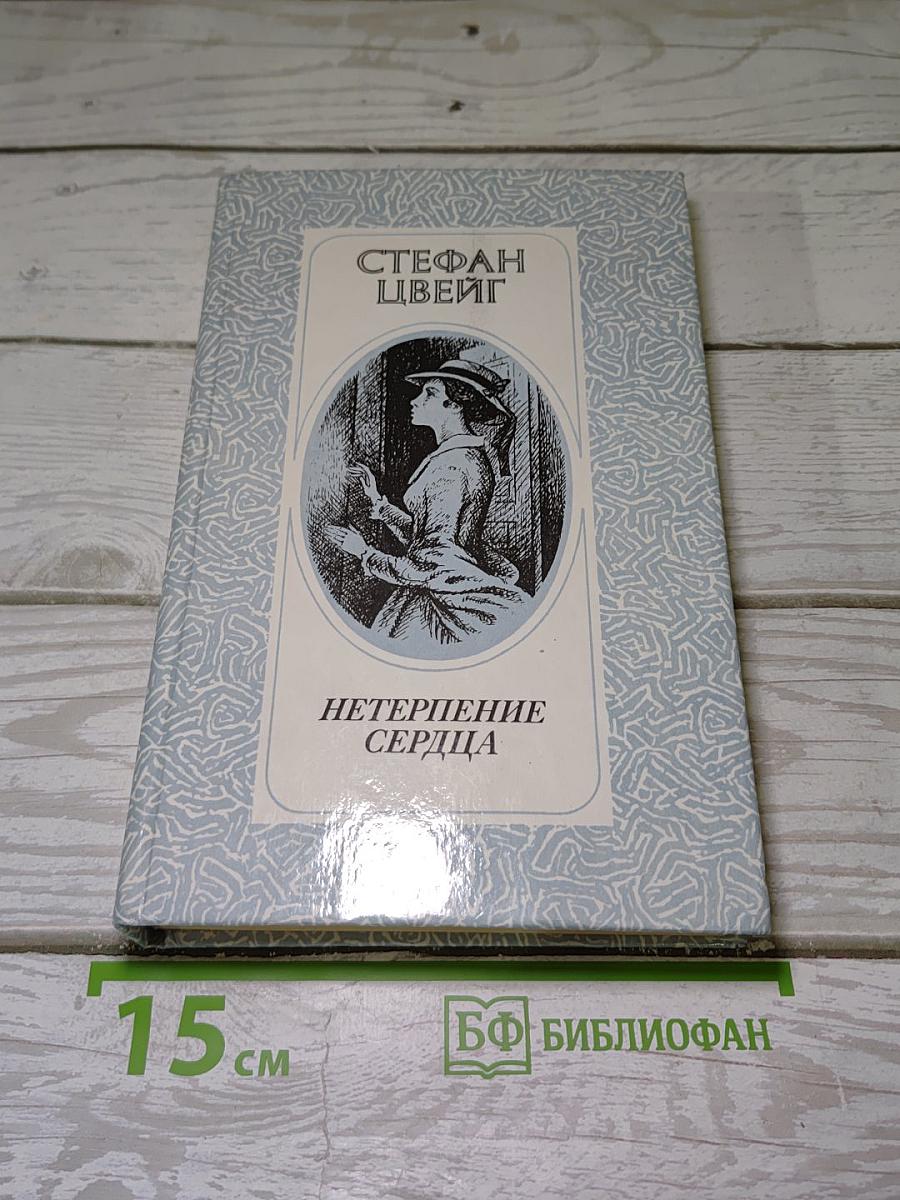 СТЕФАН
ЦВЕЙГ
НЕТЕРПЕНИЕ
СЕРДЦА
15 см
БФ БИБЛИОФАН